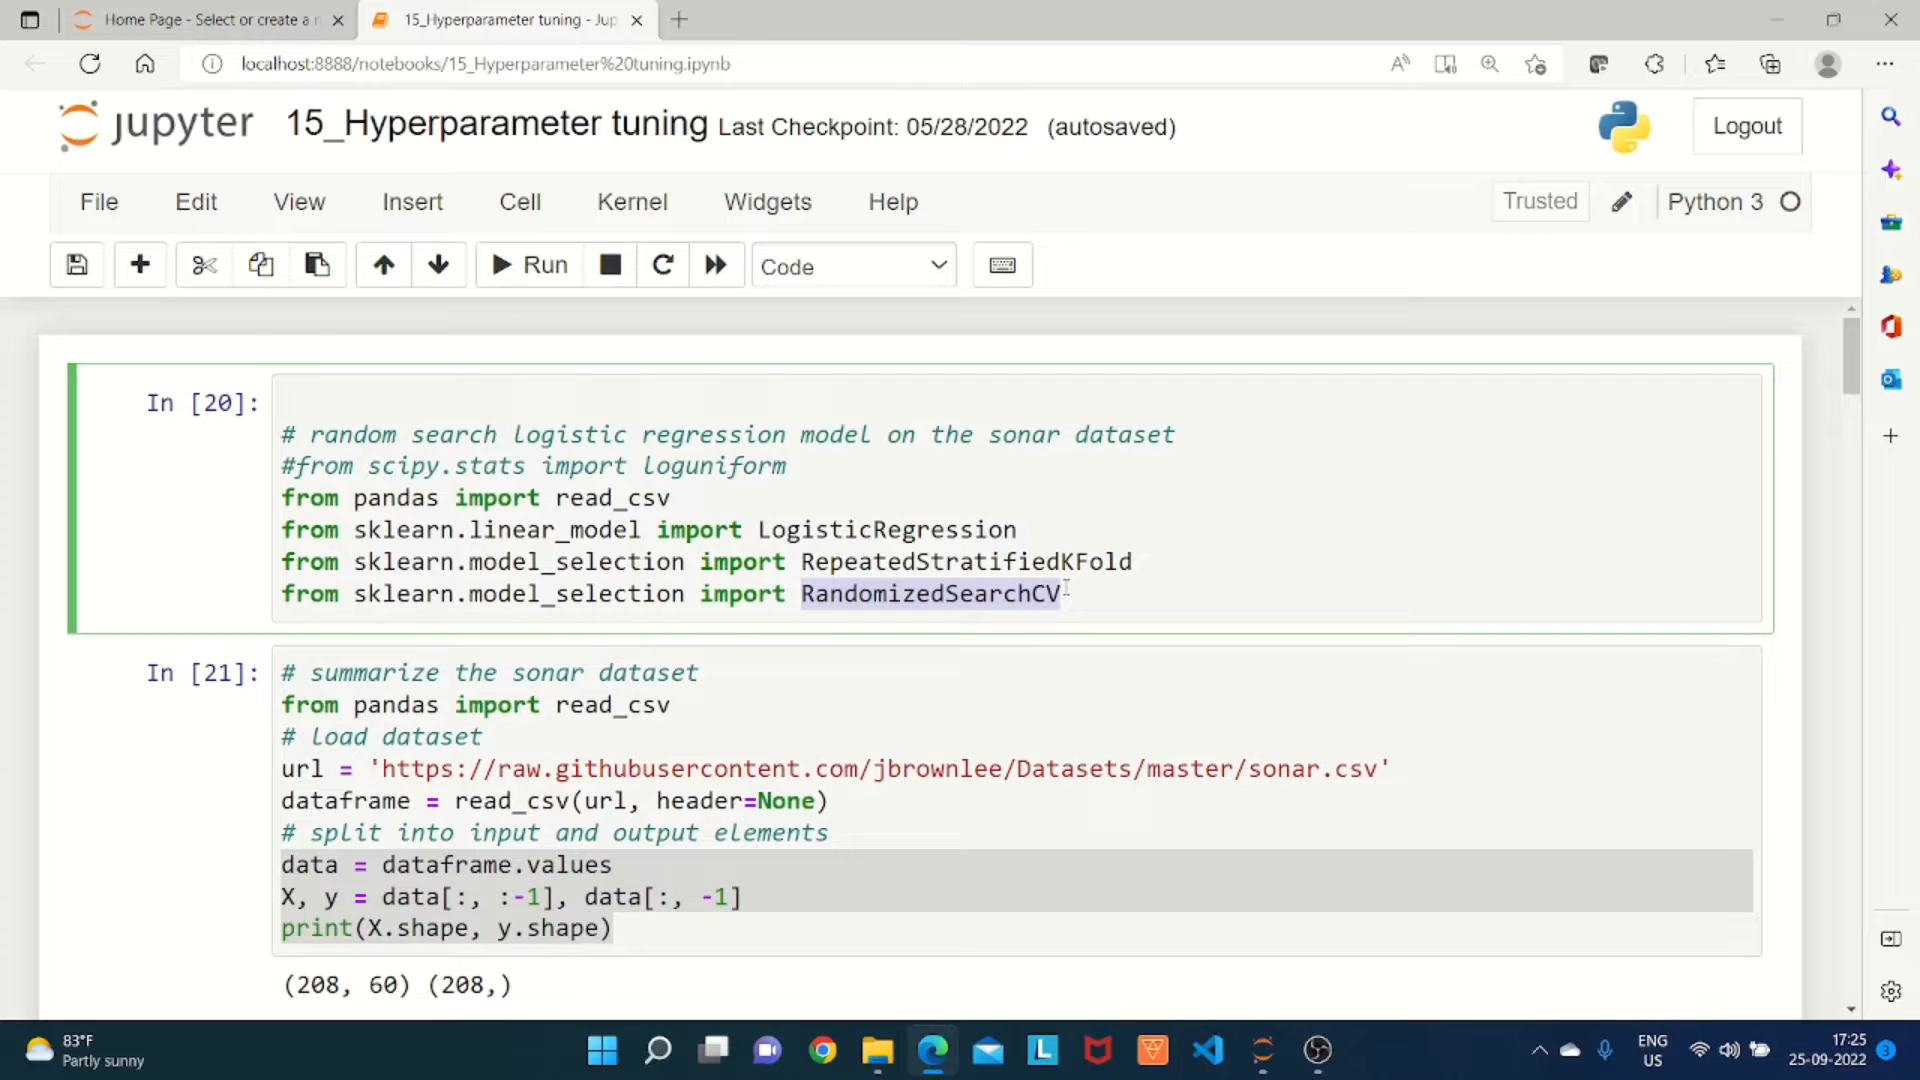 Home Page - Select or create a n
15_Hyperparameter tuning - Jup
localhost:8888/notebooks/15_Hyperparameter%20tuning.ipynb
jupyter 15_Hyperparameter tuning Last Checkpoint: 05/28/2022 (autosaved)
Logout
File Edit View Insert Cell Kernel Widgets Help
Trusted
Python 3
Run
Code
In [20]:
# random search logistic regression model on the sonar dataset
#from scipy.stats import loguniform
from pandas import read_csv
from sklearn.linear_model import LogisticRegression
from sklearn.model_selection import RepeatedStratifiedKFold
from sklearn.model_selection import RandomizedSearchCV
In [21]:
# summarize the sonar dataset
from pandas import read_csv
# load dataset
url = 'https://raw.githubusercontent.com/jbrownlee/Datasets/master/sonar.csv'
dataframe = read_csv(url, header=None)
# split into input and output elements
data = dataframe.values
X, y = data[:, :-1], data[:, -1]
print(X.shape, y.shape)
(208, 60) (208,)
83°F
Partly sunny
L
ENG
US
17:25
25-09-2022
3